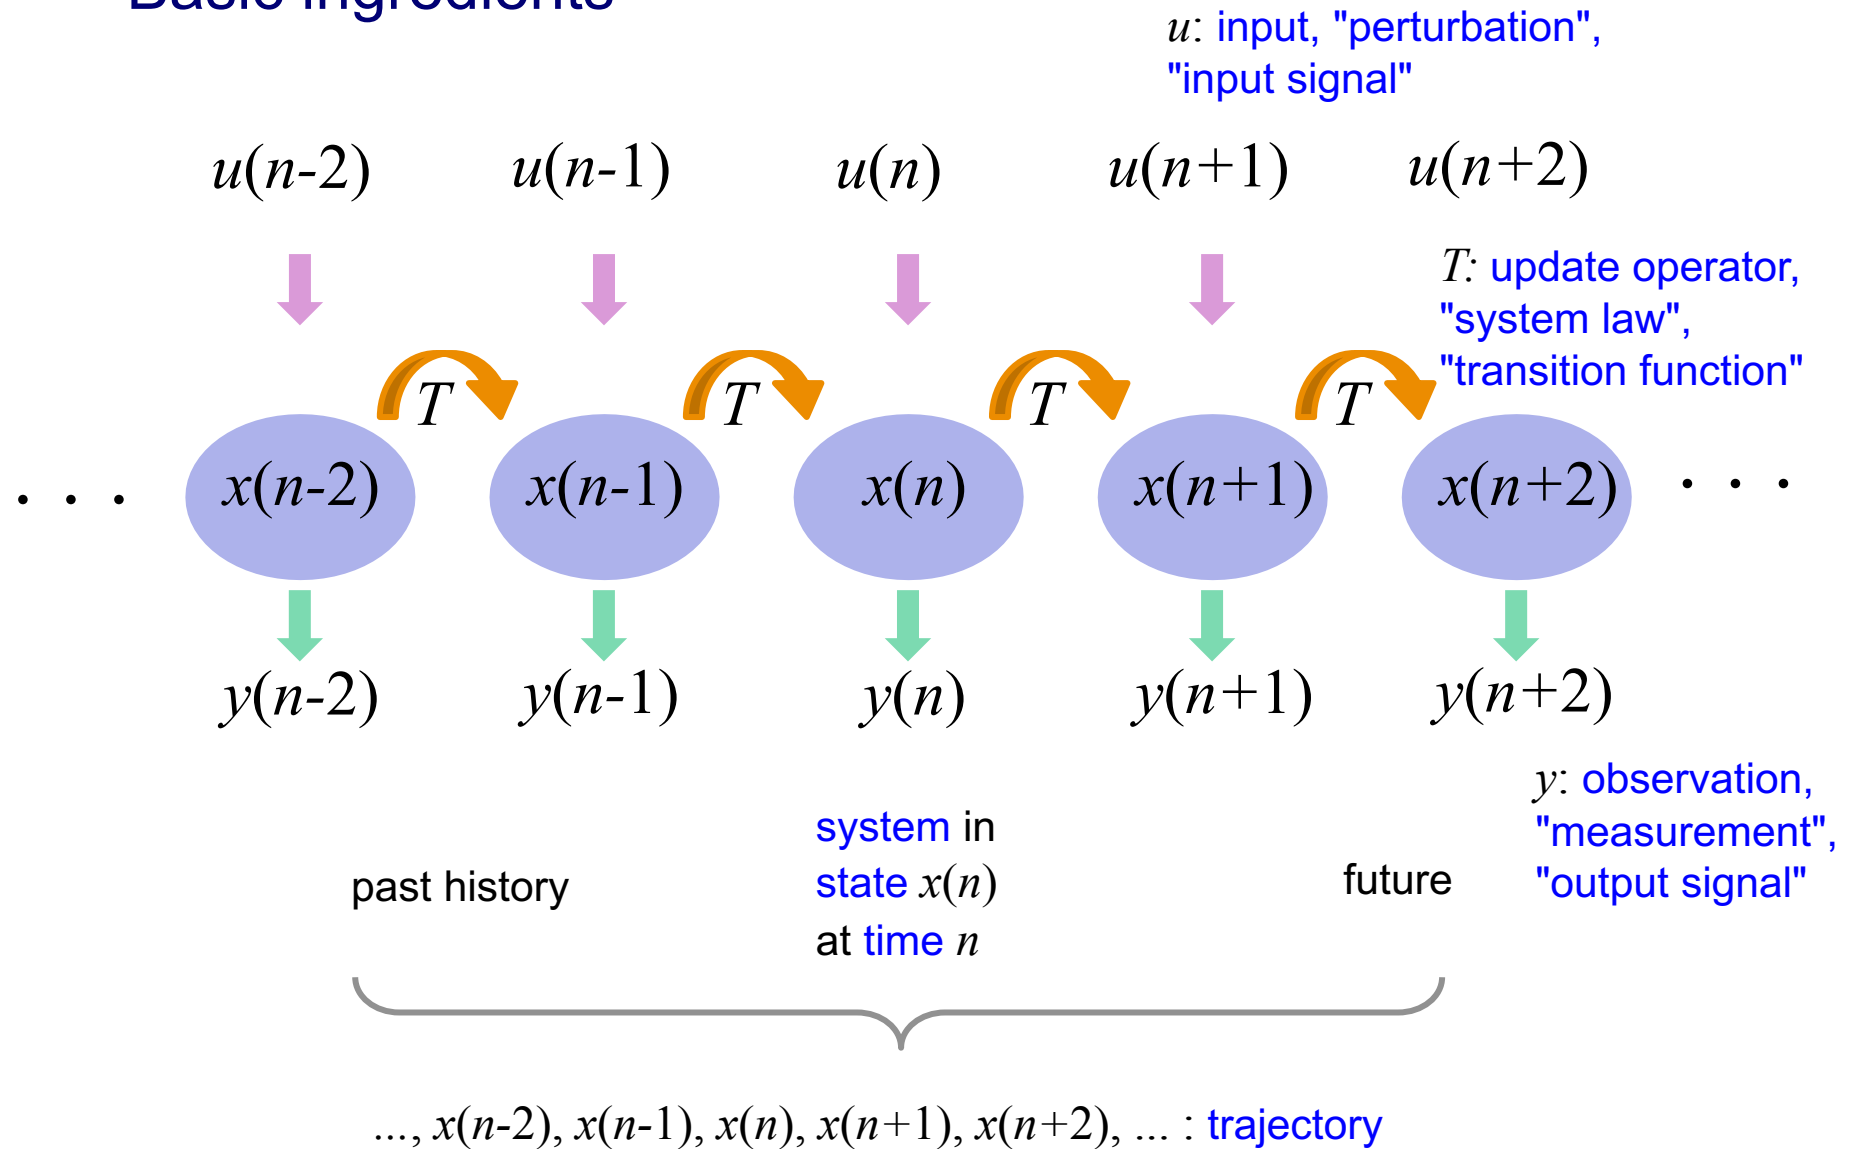 Basic ingredients
u: input, "perturbation",
"input signal"
u(n-2) u(n-1) u(n) u(n+1) u(n+2)
T: update operator,
"system law",
"transition function"
T T T T
. . . x(n-2) x(n-1) x(n) x(n+1) x(n+2) . . .
y(n-2) y(n-1) y(n) y(n+1) y(n+2)
y: observation,
"measurement",
"output signal"
past history
system in
state x(n)
at time n
future
..., x(n-2), x(n-1), x(n), x(n+1), x(n+2), ... : trajectory